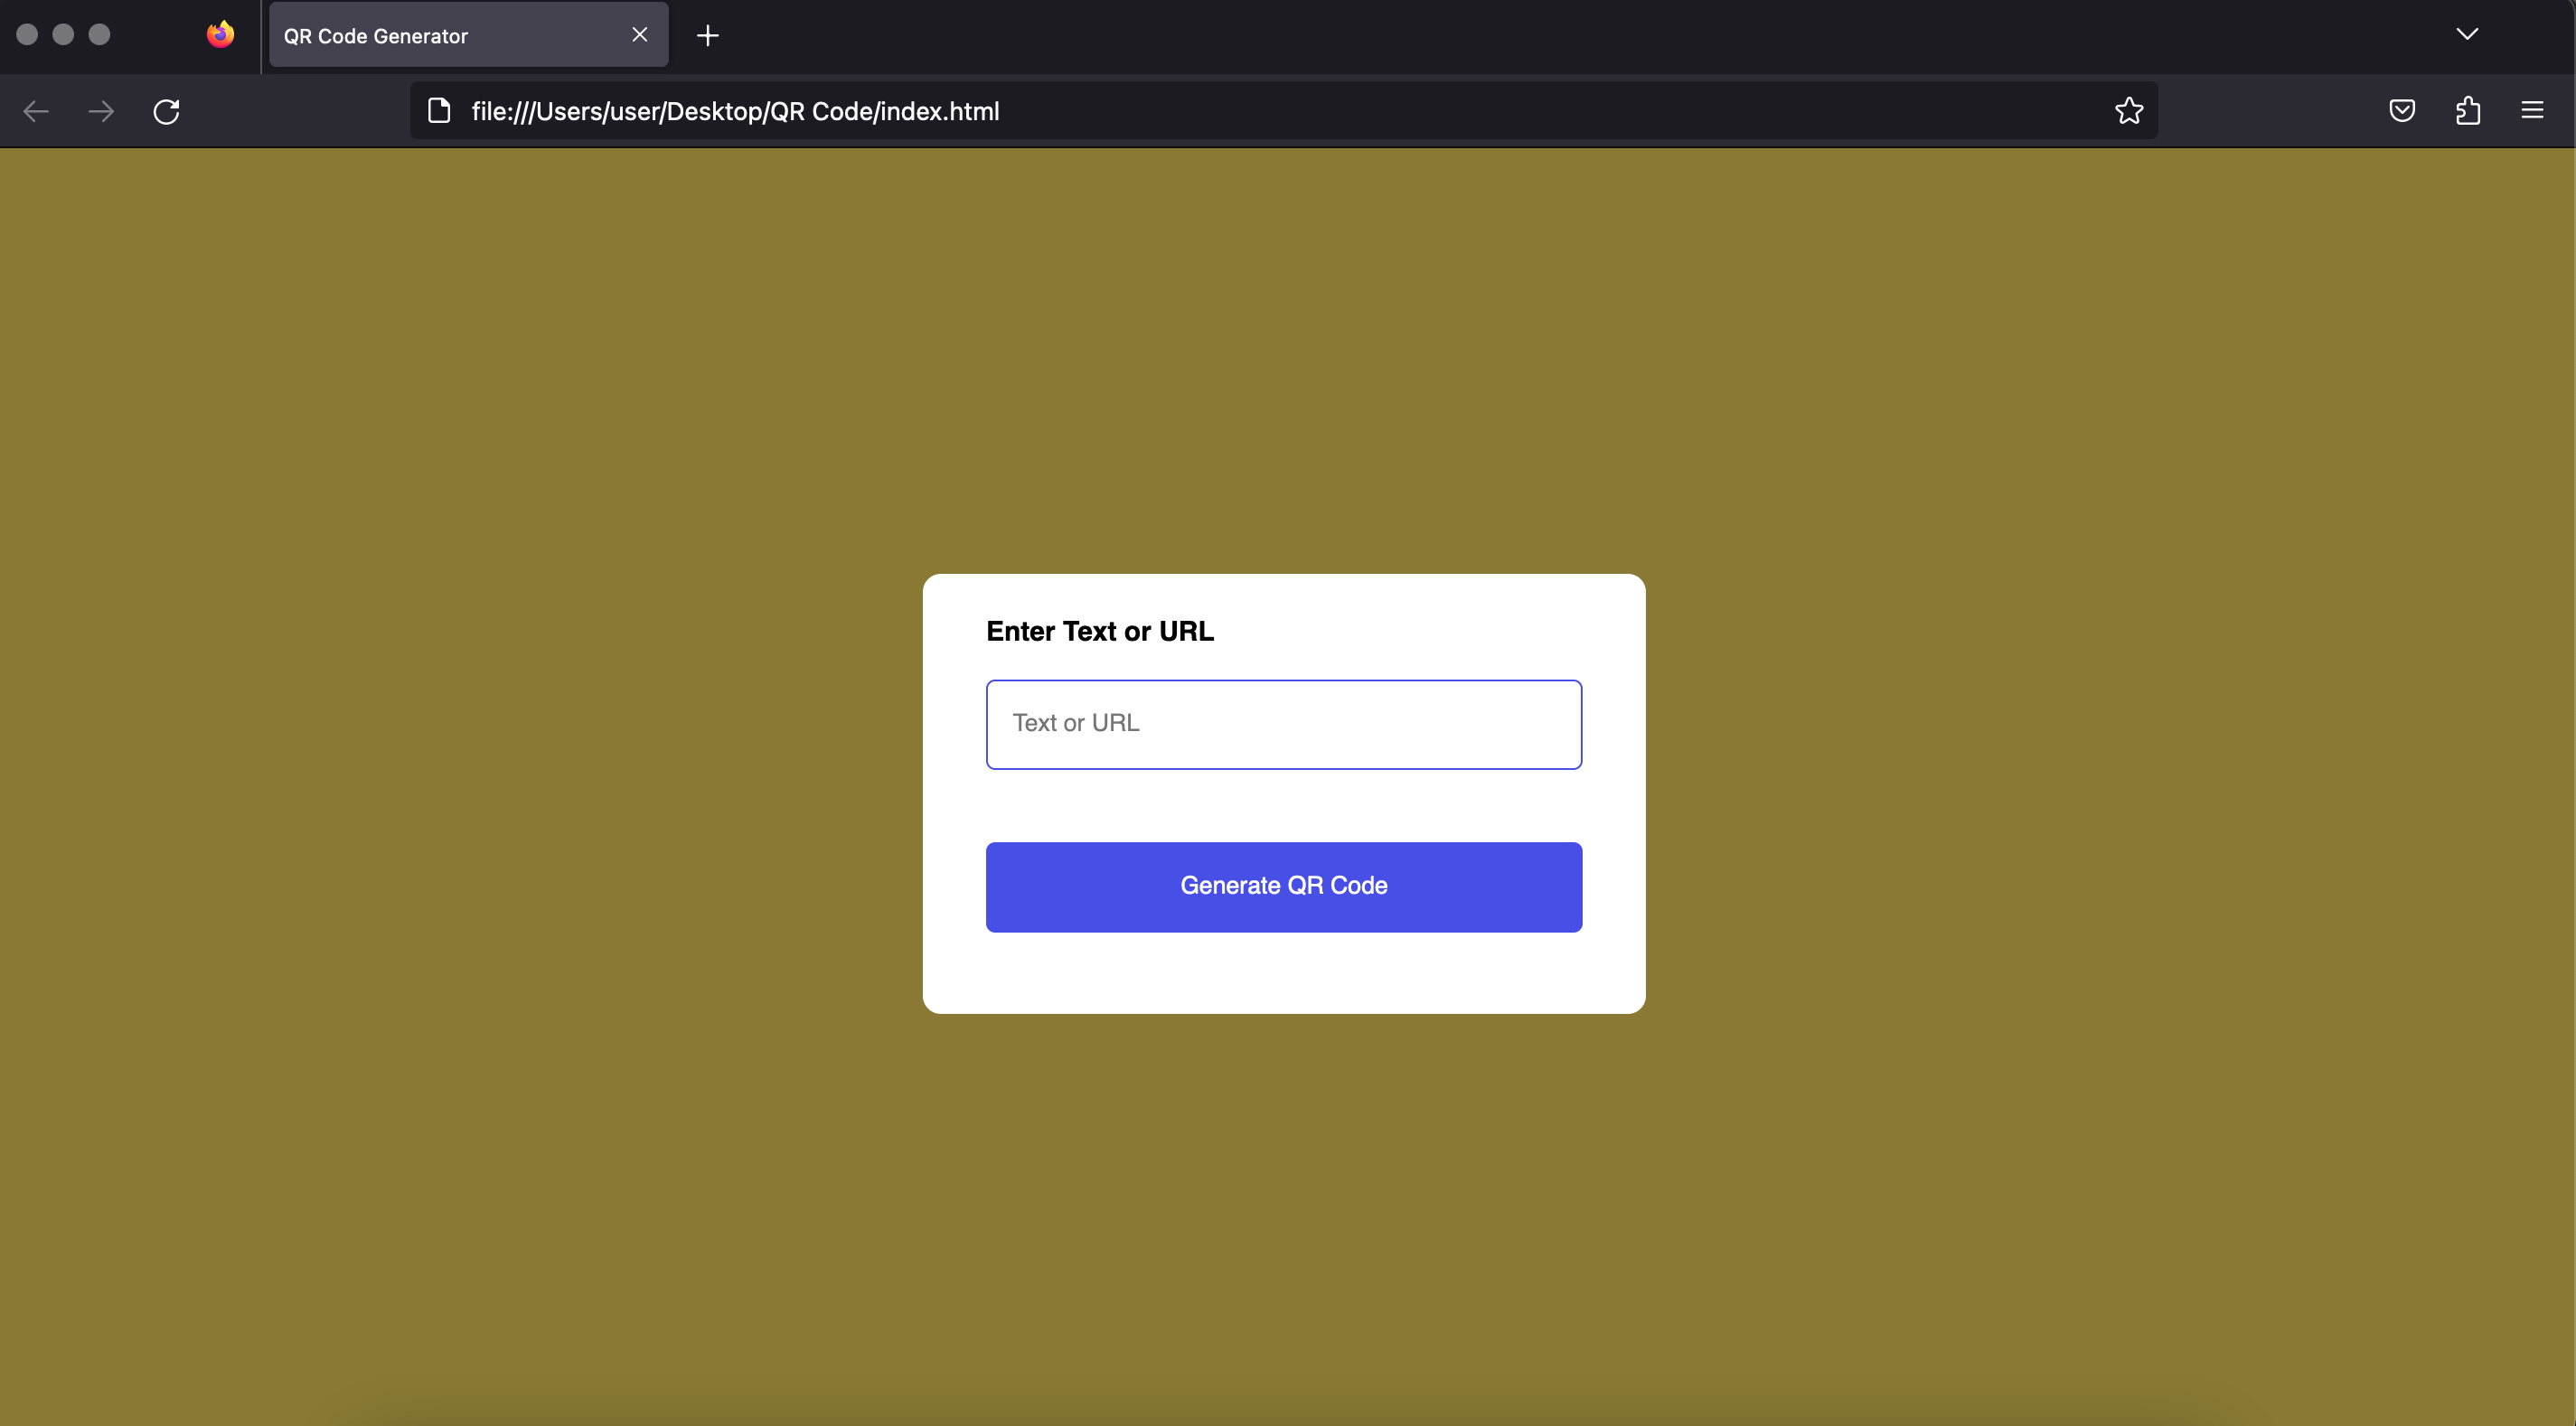 QR Code Generator
file:///Users/user/Desktop/QR Code/index.html
Enter Text or URL
Text or URL
Generate QR Code